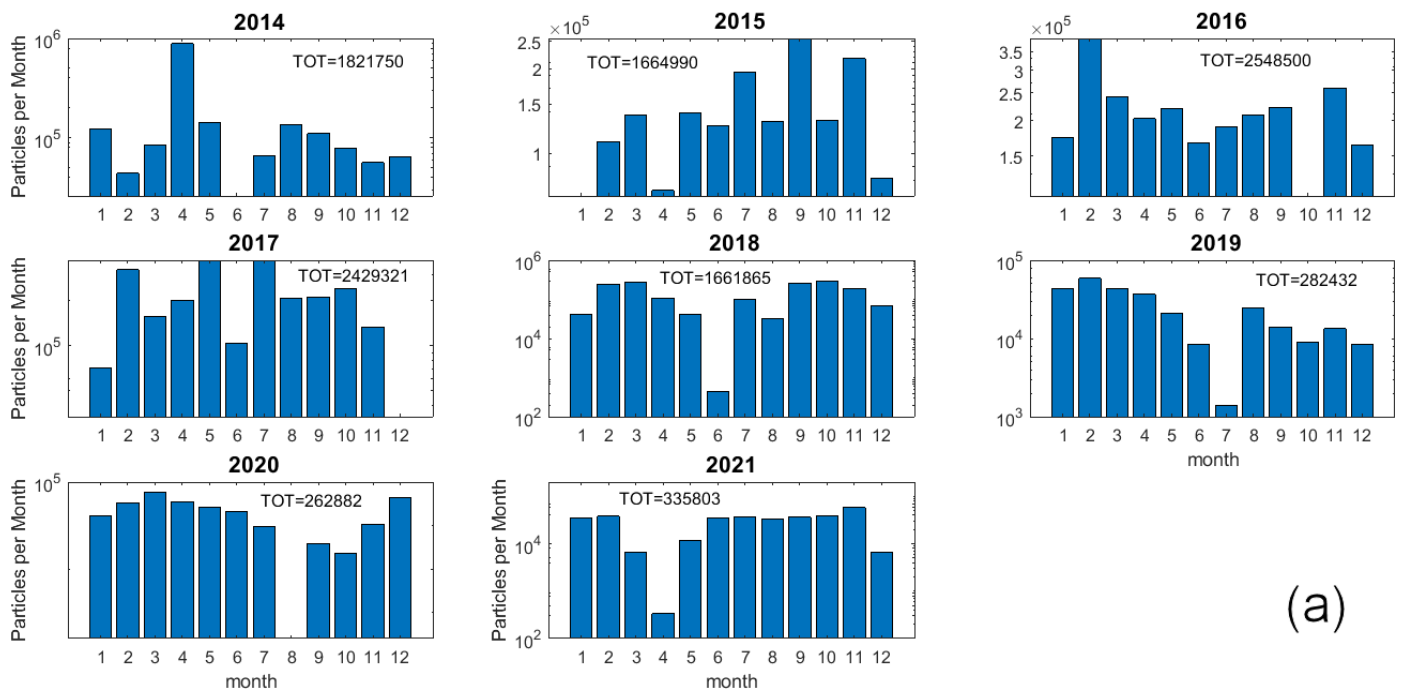 2014
Particles per Month
10^6
10^5
TOT=1821750
1 2 3 4 5 6 7 8 9 10 11 12
2015
×10^5
2.5
2
1.5
1
TOT=1664990
1 2 3 4 5 6 7 8 9 10 11 12
2016
×10^5
3.5
3
2.5
2
1.5
TOT=2548500
1 2 3 4 5 6 7 8 9 10 11 12
2017
Particles per Month
10^5
TOT=2429321
1 2 3 4 5 6 7 8 9 10 11 12
2018
10^6
10^4
10^2
TOT=1661865
1 2 3 4 5 6 7 8 9 10 11 12
2019
10^5
10^4
10^3
TOT=282432
1 2 3 4 5 6 7 8 9 10 11 12
month
2020
Particles per Month
10^5
TOT=262882
1 2 3 4 5 6 7 8 9 10 11 12
month
2021
Particles per Month
10^4
10^2
TOT=335803
1 2 3 4 5 6 7 8 9 10 11 12
month
(a)